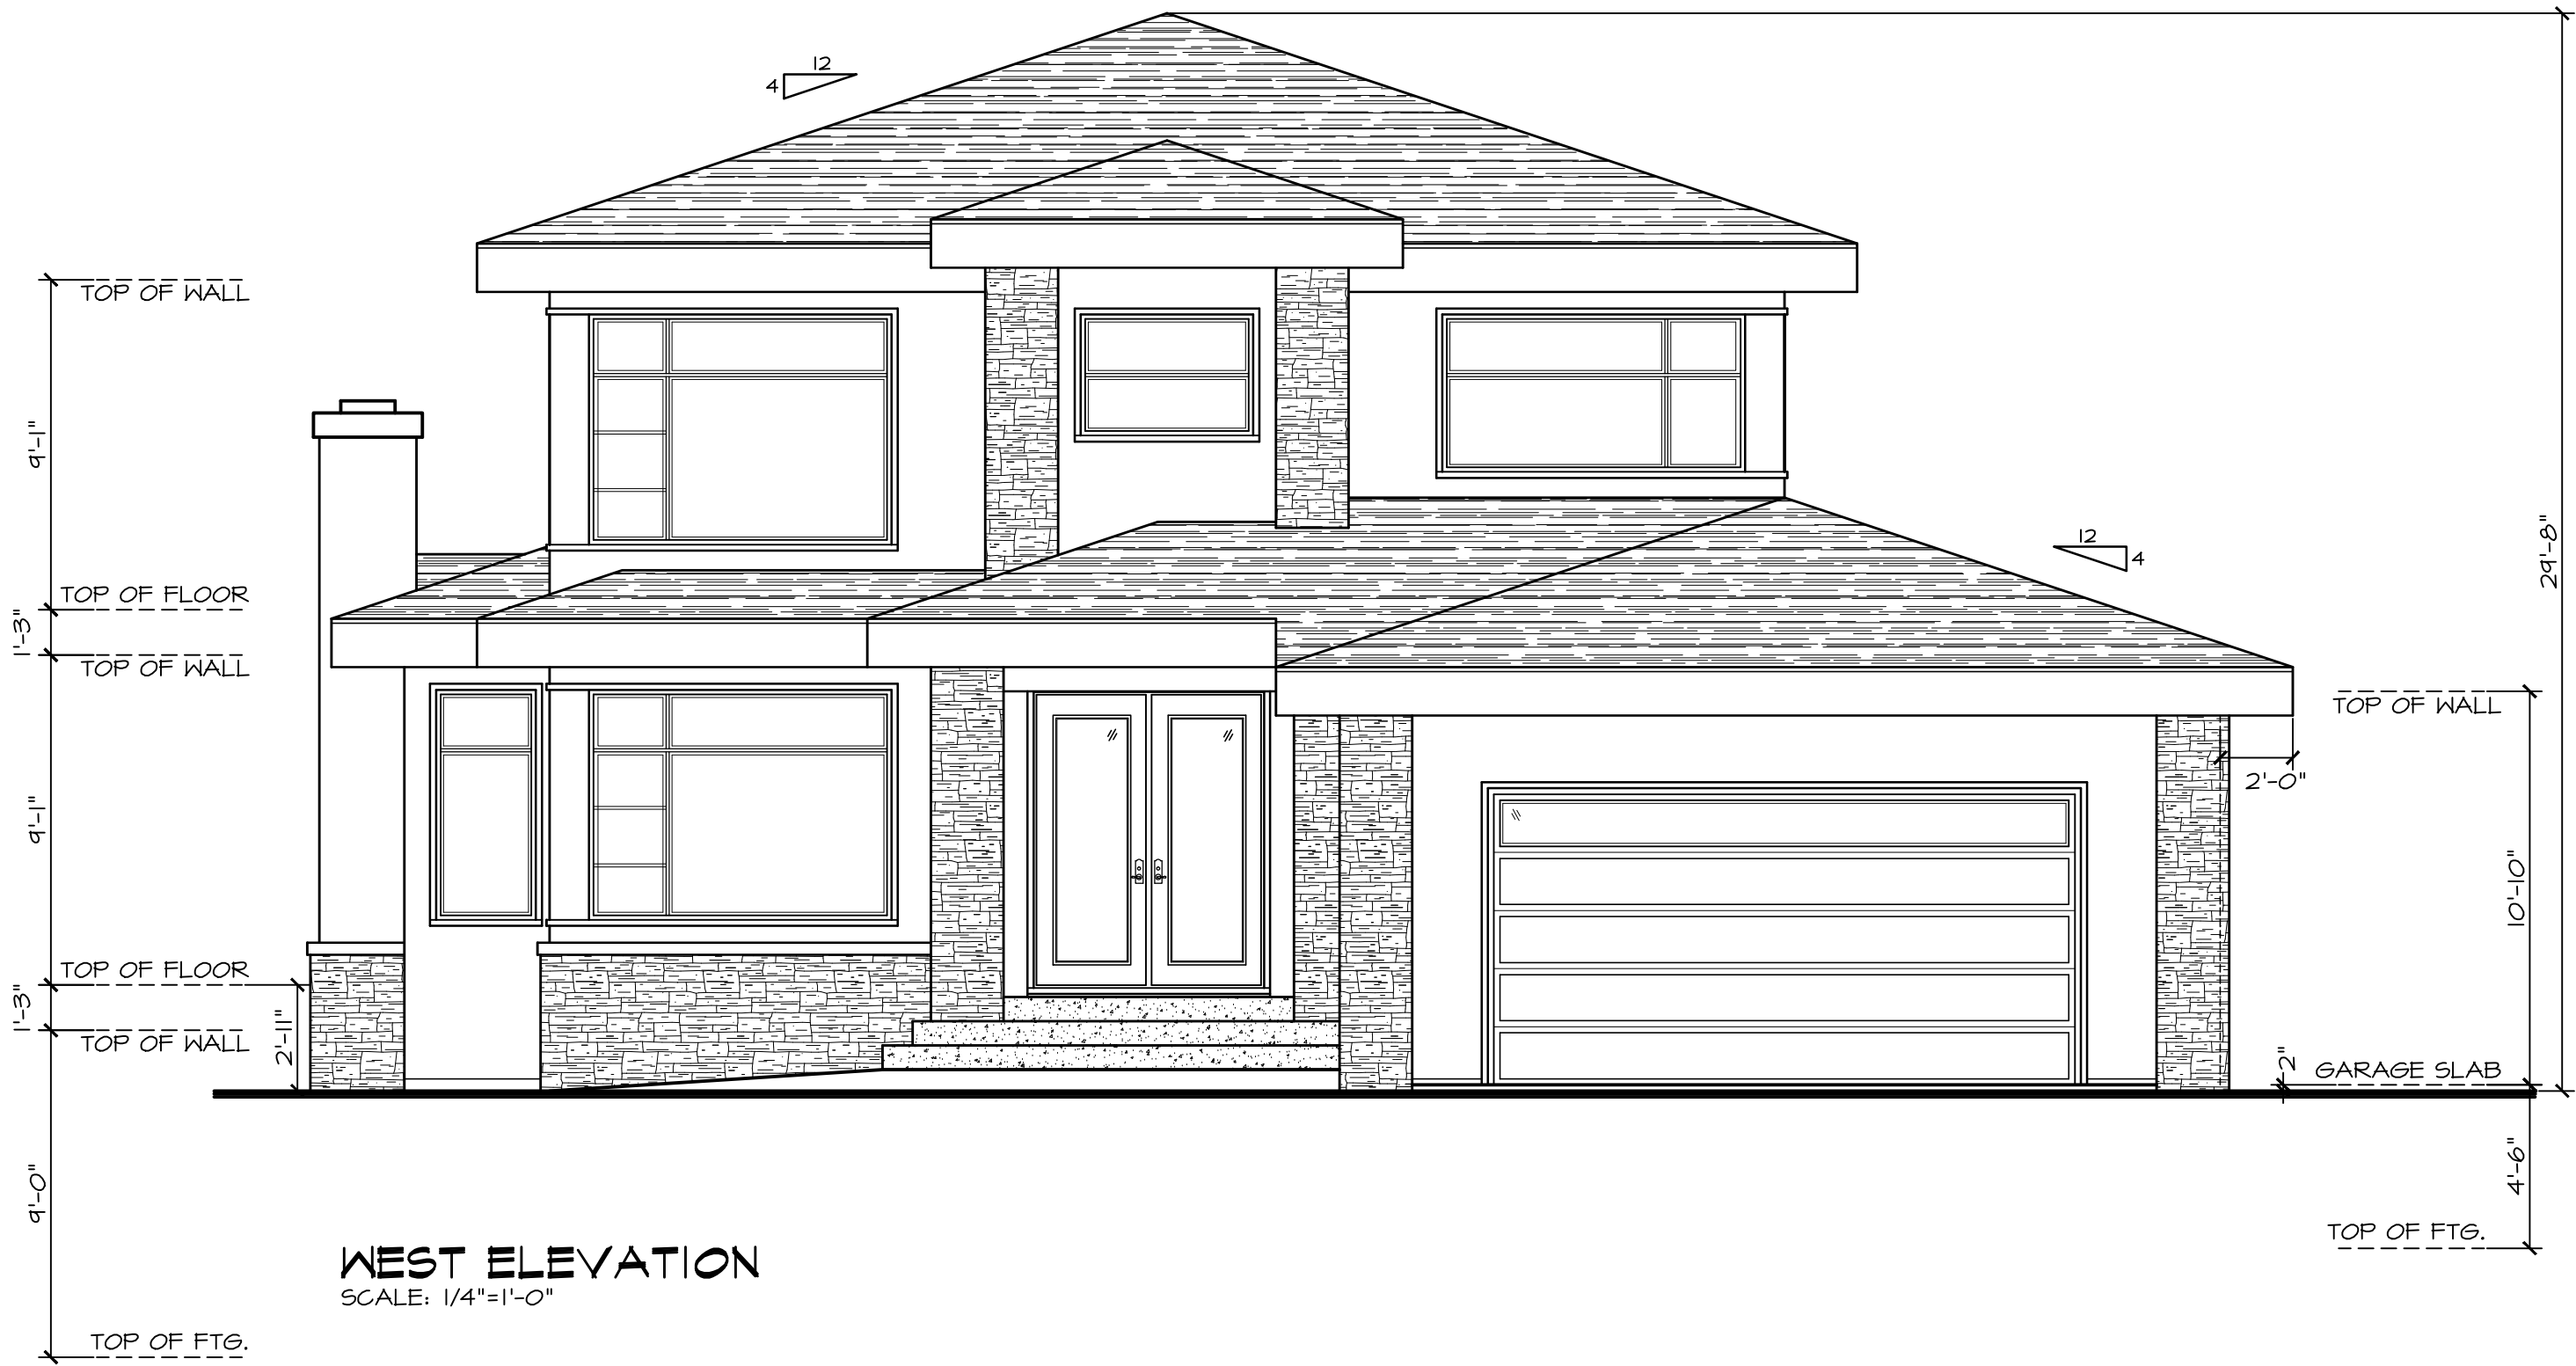 12
4
TOP OF WALL
9'-1"
29'-8"
12
4
TOP OF FLOOR
1'-3"
TOP OF WALL
TOP OF WALL
2'-0"
9'-1"
10'-10"
TOP OF FLOOR
1'-3"
2'-11"
TOP OF WALL
2"
GARAGE SLAB
9'-0"
4'-6"
TOP OF FTG.
WEST ELEVATION
SCALE: 1/4"=1'-0"
TOP OF FTG.